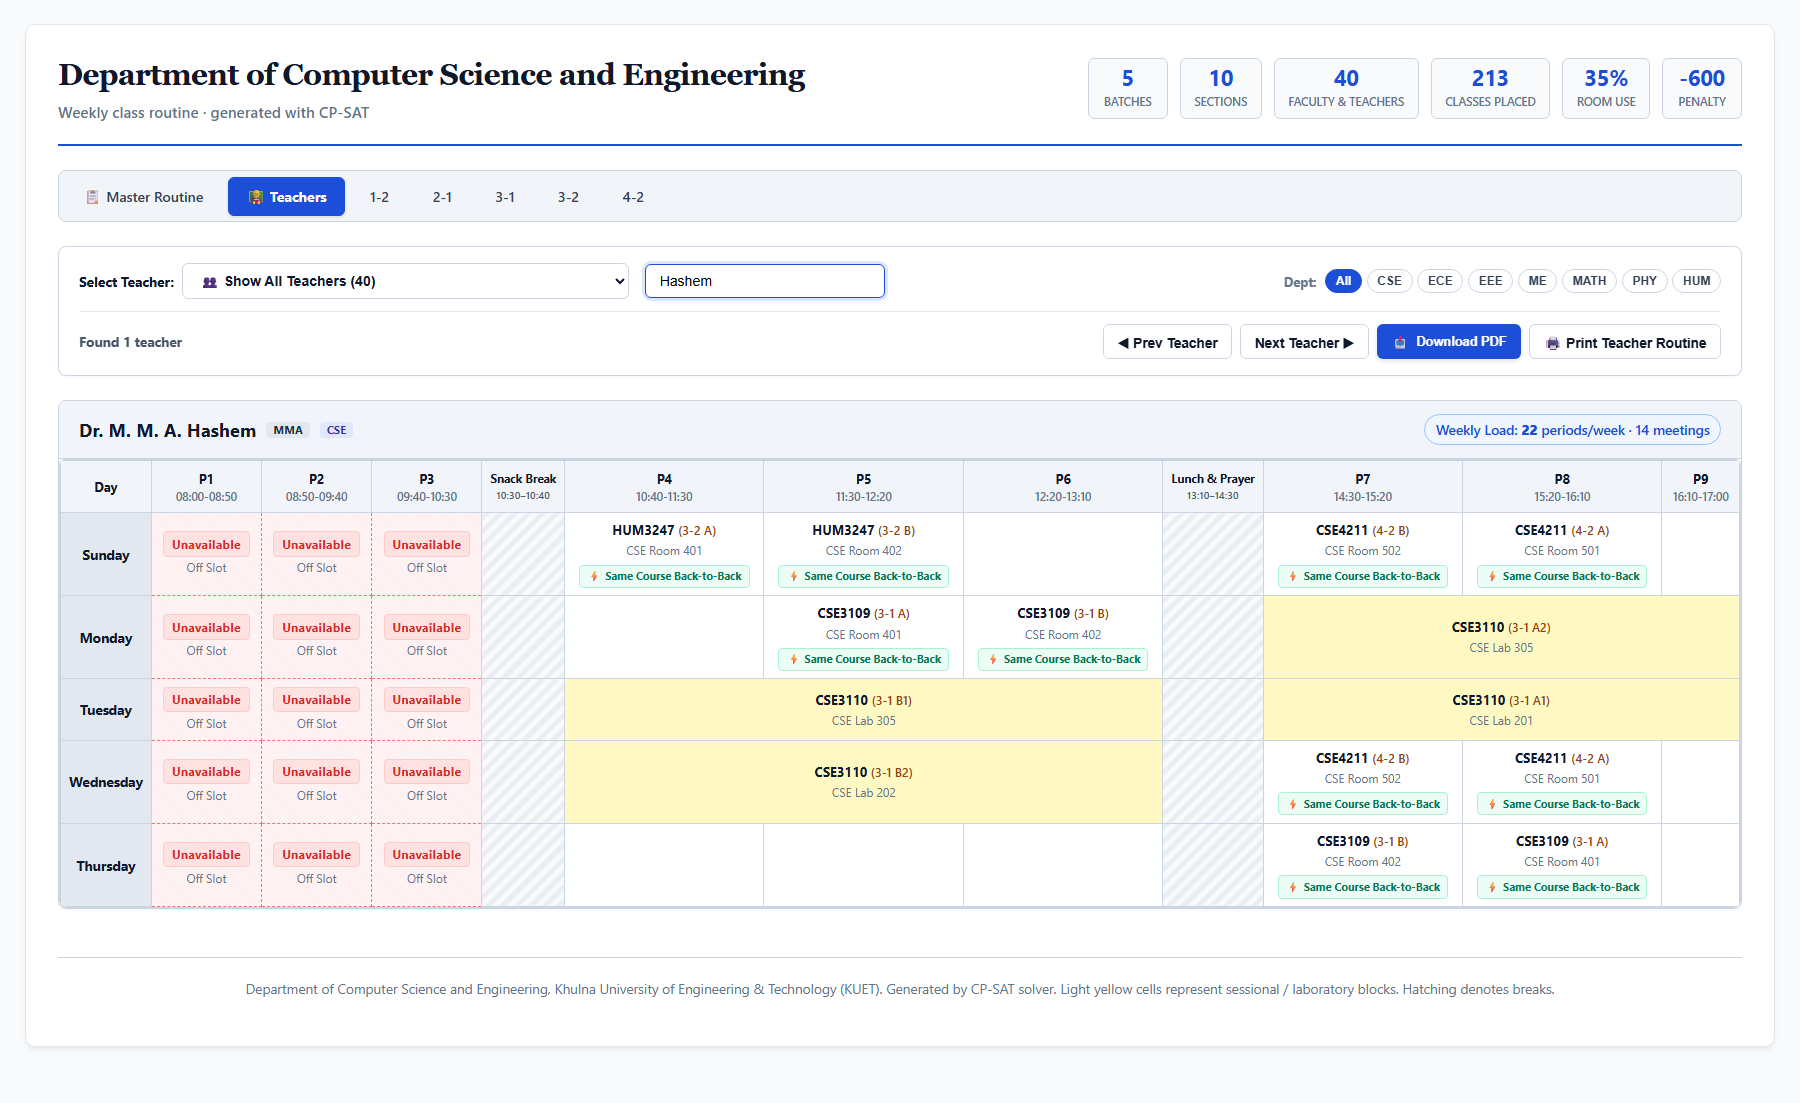 Department of Computer Science and Engineering
Weekly class routine · generated with CP-SAT
5
BATCHES
10
SECTIONS
40
FACULTY & TEACHERS
213
CLASSES PLACED
35%
ROOM USE
-600
PENALTY
Master Routine
Teachers
1-2
2-1
3-1
3-2
4-2
Select Teacher:
Show All Teachers (40)
Hashem
Dept:
All
CSE
ECE
EEE
ME
MATH
PHY
HUM
Found 1 teacher
◀ Prev Teacher
Next Teacher ▶
Download PDF
Print Teacher Routine
Dr. M. M. A. Hashem
MMA
CSE
Weekly Load: 22 periods/week · 14 meetings
Day
P1
08:00-08:50
P2
08:50-09:40
P3
09:40-10:30
Snack Break
10:30–10:40
P4
10:40-11:30
P5
11:30-12:20
P6
12:20-13:10
Lunch & Prayer
13:10–14:30
P7
14:30-15:20
P8
15:20-16:10
P9
16:10-17:00
Sunday
Unavailable
Off Slot
Unavailable
Off Slot
Unavailable
Off Slot
HUM3247 (3-2 A)
CSE Room 401
Same Course Back-to-Back
HUM3247 (3-2 B)
CSE Room 402
Same Course Back-to-Back
CSE4211 (4-2 B)
CSE Room 502
Same Course Back-to-Back
CSE4211 (4-2 A)
CSE Room 501
Same Course Back-to-Back
Monday
Unavailable
Off Slot
Unavailable
Off Slot
Unavailable
Off Slot
CSE3109 (3-1 A)
CSE Room 401
Same Course Back-to-Back
CSE3109 (3-1 B)
CSE Room 402
Same Course Back-to-Back
CSE3110 (3-1 A2)
CSE Lab 305
Tuesday
Unavailable
Off Slot
Unavailable
Off Slot
Unavailable
Off Slot
CSE3110 (3-1 B1)
CSE Lab 305
CSE3110 (3-1 A1)
CSE Lab 201
Wednesday
Unavailable
Off Slot
Unavailable
Off Slot
Unavailable
Off Slot
CSE3110 (3-1 B2)
CSE Lab 202
CSE4211 (4-2 B)
CSE Room 502
Same Course Back-to-Back
CSE4211 (4-2 A)
CSE Room 501
Same Course Back-to-Back
Thursday
Unavailable
Off Slot
Unavailable
Off Slot
Unavailable
Off Slot
CSE3109 (3-1 B)
CSE Room 402
Same Course Back-to-Back
CSE3109 (3-1 A)
CSE Room 401
Same Course Back-to-Back
Department of Computer Science and Engineering, Khulna University of Engineering & Technology (KUET). Generated by CP-SAT solver. Light yellow cells represent sessional / laboratory blocks. Hatching denotes breaks.